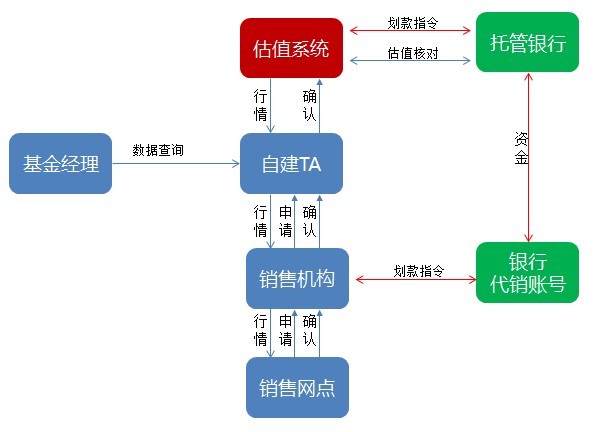 估值系统
划款指令
估值核对
托管银行
行情
确认
资金
基金经理
数据查询
自建TA
行情
申请
确认
销售机构
划款指令
银行
代销账号
行情
申请
确认
销售网点